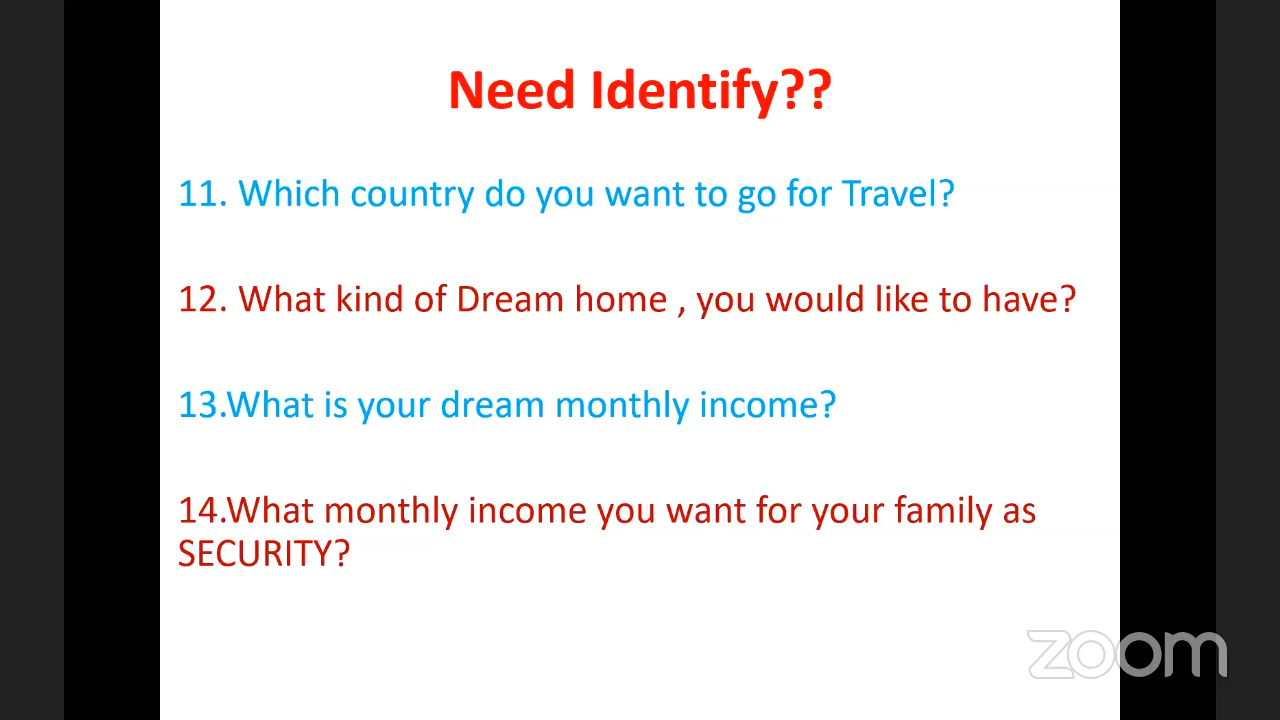 Need Identify??
11. Which country do you want to go for Travel?
12. What kind of Dream home , you would like to have?
13.What is your dream monthly income?
14.What monthly income you want for your family as
SECURITY?
zoom